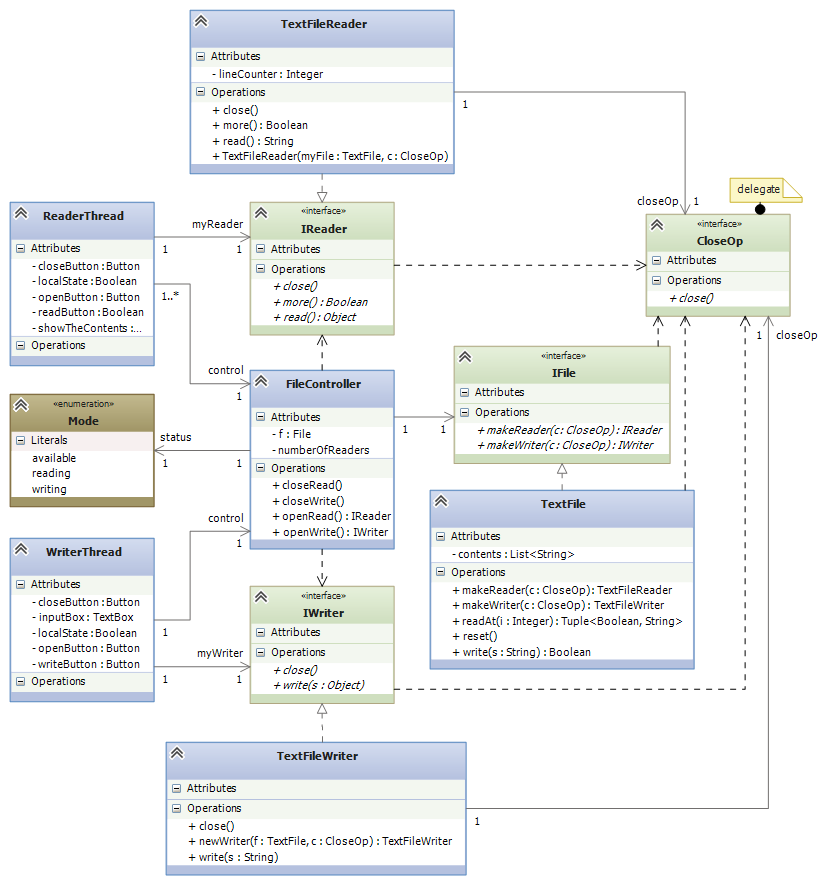 TextFileReader
Attributes
- lineCounter : Integer
Operations
+ close()
+ more() : Boolean
+ read() : String
+ TextFileReader(myFile : TextFile, c : CloseOp)
1
closeOp
1
delegate
«interface»
CloseOp
Attributes
Operations
+ close()
ReaderThread
Attributes
- closeButton : Button
- localState : Boolean
- openButton : Button
- readButton : Boolean
- showTheContents : ...
Operations
myReader
1
1
1..*
control
1
«interface»
IReader
Attributes
Operations
+ close()
+ more() : Boolean
+ read() : Object
«enumeration»
Mode
Literals
available
reading
writing
status
1
1
FileController
Attributes
- f : File
- numberOfReaders
Operations
+ closeRead()
+ closeWrite()
+ openRead() : IReader
+ openWrite() : IWriter
1
1
«interface»
IFile
Attributes
Operations
+ makeReader(c : CloseOp) : IReader
+ makeWriter(c : CloseOp) : IWriter
1
closeOp
TextFile
Attributes
- contents : List<String>
Operations
+ makeReader(c : CloseOp) : TextFileReader
+ makeWriter(c : CloseOp) : TextFileWriter
+ readAt(i : Integer) : Tuple<Boolean, String>
+ reset()
+ write(s : String) : Boolean
WriterThread
Attributes
- closeButton : Button
- inputBox : TextBox
- localState : Boolean
- openButton : Button
- writeButton : Button
Operations
control
1
1
myWriter
1
1
«interface»
IWriter
Attributes
Operations
+ close()
+ write(s : Object)
TextFileWriter
Attributes
Operations
+ close()
+ newWriter(f : TextFile, c : CloseOp) : TextFileWriter
+ write(s : String)
1